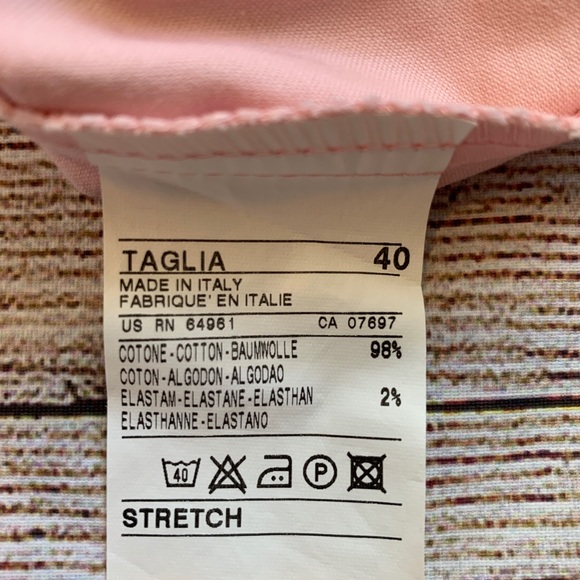 TAGLIA 40
MADE IN ITALY
FABRIQUE' EN ITALIE
US RN 64961 CA 07697
COTONE-COTTON-BAUMWOLLE 98%
COTON-ALGODON-ALGODAO
ELASTAM-ELASTANE-ELASTHAN 2%
ELASTHANNE-ELASTANO
40 P
STRETCH